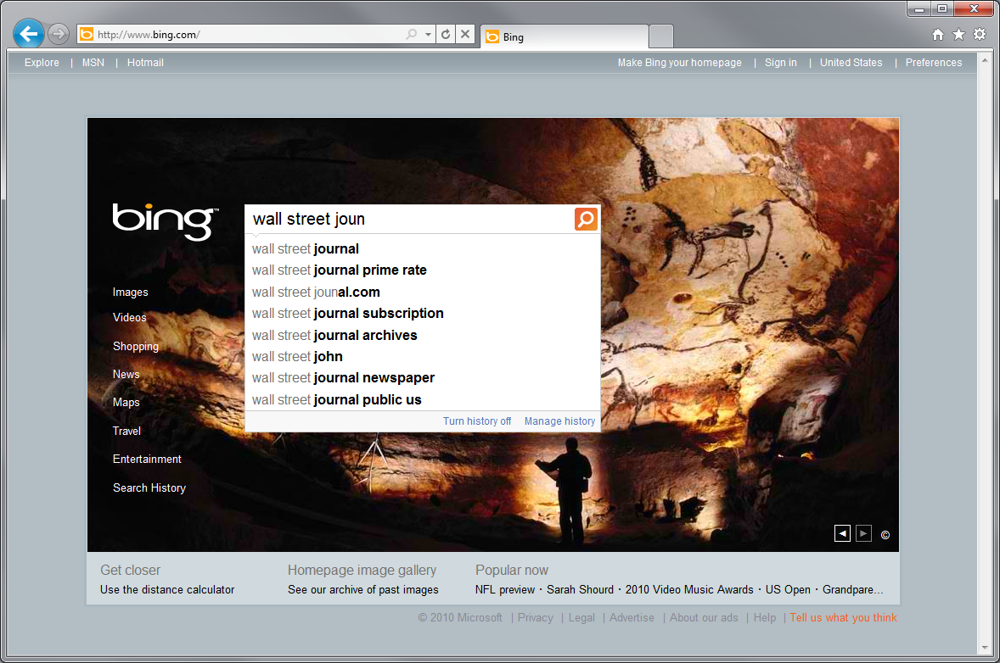 http://www.bing.com/
Bing
Explore | MSN | Hotmail
Make Bing your homepage | Sign in | United States | Preferences
bing™
wall street joun
wall street journal
wall street journal prime rate
wall street jounal.com
wall street journal subscription
wall street journal archives
wall street john
wall street journal newspaper
wall street journal public us
Turn history off Manage history
Images
Videos
Shopping
News
Maps
Travel
Entertainment
Search History
©
Get closer
Use the distance calculator
Homepage image gallery
See our archive of past images
Popular now
NFL preview · Sarah Shourd · 2010 Video Music Awards · US Open · Grandpare...
© 2010 Microsoft | Privacy | Legal | Advertise | About our ads | Help | Tell us what you think